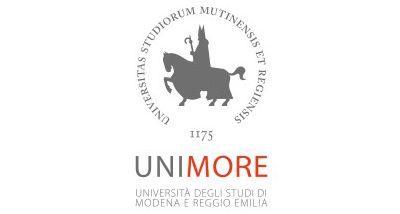 UNIVERSITAS STUDIORUM MUTINENSIS ET REGIENSIS
1175
UNIMORE
UNIVERSITÀ DEGLI STUDI DI
MODENA E REGGIO EMILIA